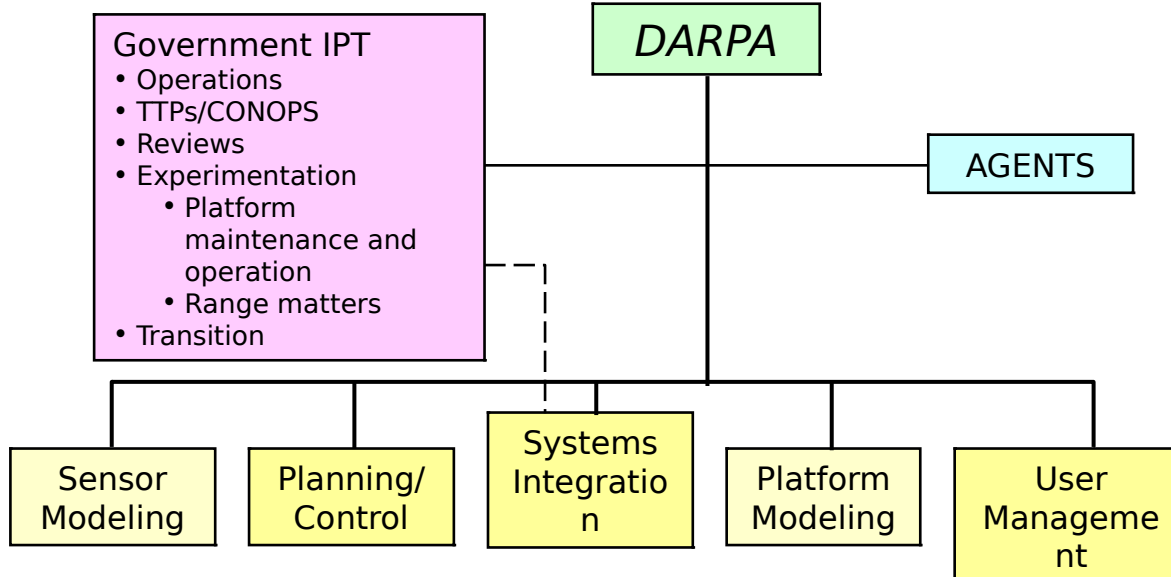 Government IPT
• Operations
• TTPs/CONOPS
• Reviews
• Experimentation
• Platform
maintenance and
operation
• Range matters
• Transition
DARPA
AGENTS
Sensor
Modeling
Planning/
Control
Systems
Integratio
n
Platform
Modeling
User
Manageme
nt